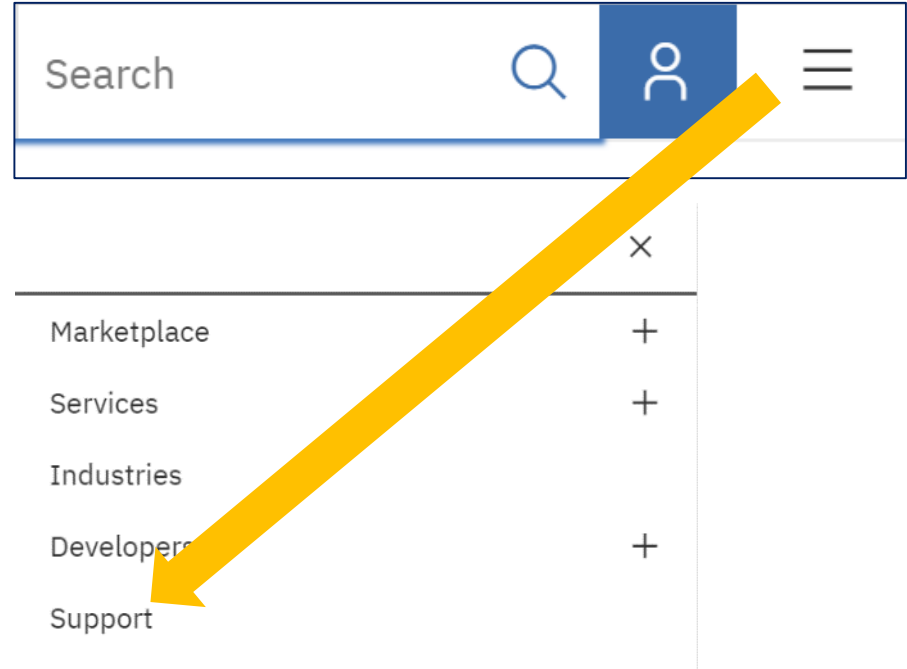 Search
Marketplace
Services
Industries
Developers
Support